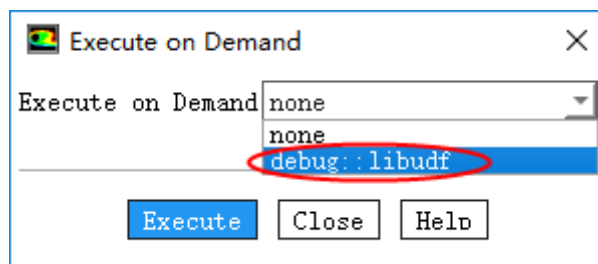 Execute on Demand
Execute on Demand none
none
debug::libudf
Execute Close Help